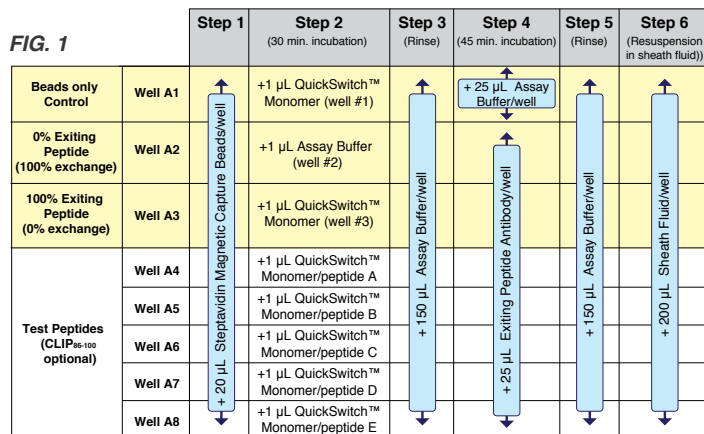 FIG. 1
Step 1
Step 2
(30 min. incubation)
Step 3
(Rinse)
Step 4
(45 min. incubation)
Step 5
(Rinse)
Step 6
(Resuspension
in sheath fluid))
Beads only
Control
Well A1
+1 µL QuickSwitch™
Monomer (well #1)
+ 25 µL Assay
Buffer/well
0% Exiting
Peptide
(100% exchange)
Well A2
+1 µL Assay Buffer
(well #2)
100% Exiting
Peptide
(0% exchange)
Well A3
+1 µL QuickSwitch™
Monomer (well #3)
Test Peptides
(CLIP86-100
optional)
Well A4
+1 µL QuickSwitch™
Monomer/peptide A
Well A5
+1 µL QuickSwitch™
Monomer/peptide B
Well A6
+1 µL QuickSwitch™
Monomer/peptide C
Well A7
+1 µL QuickSwitch™
Monomer/peptide D
Well A8
+1 µL QuickSwitch™
Monomer/peptide E
+ 20 µL Steptavidin Magnetic Capture Beads/well
+ 150 µL Assay Buffer/well
+ 25 µL Exiting Peptide Antibody/well
+ 150 µL Assay Buffer/well
+ 200 µL Sheath Fluid/well